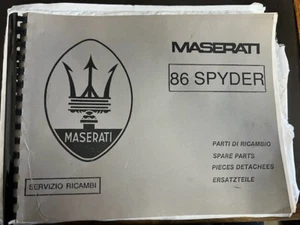 MASERATI
86 SPYDER
MASERATI
PARTI DI RICAMBIO
SPARE PARTS
PIECES DETACHEES
ERSATZTEILE
SERVIZIO RICAMBI